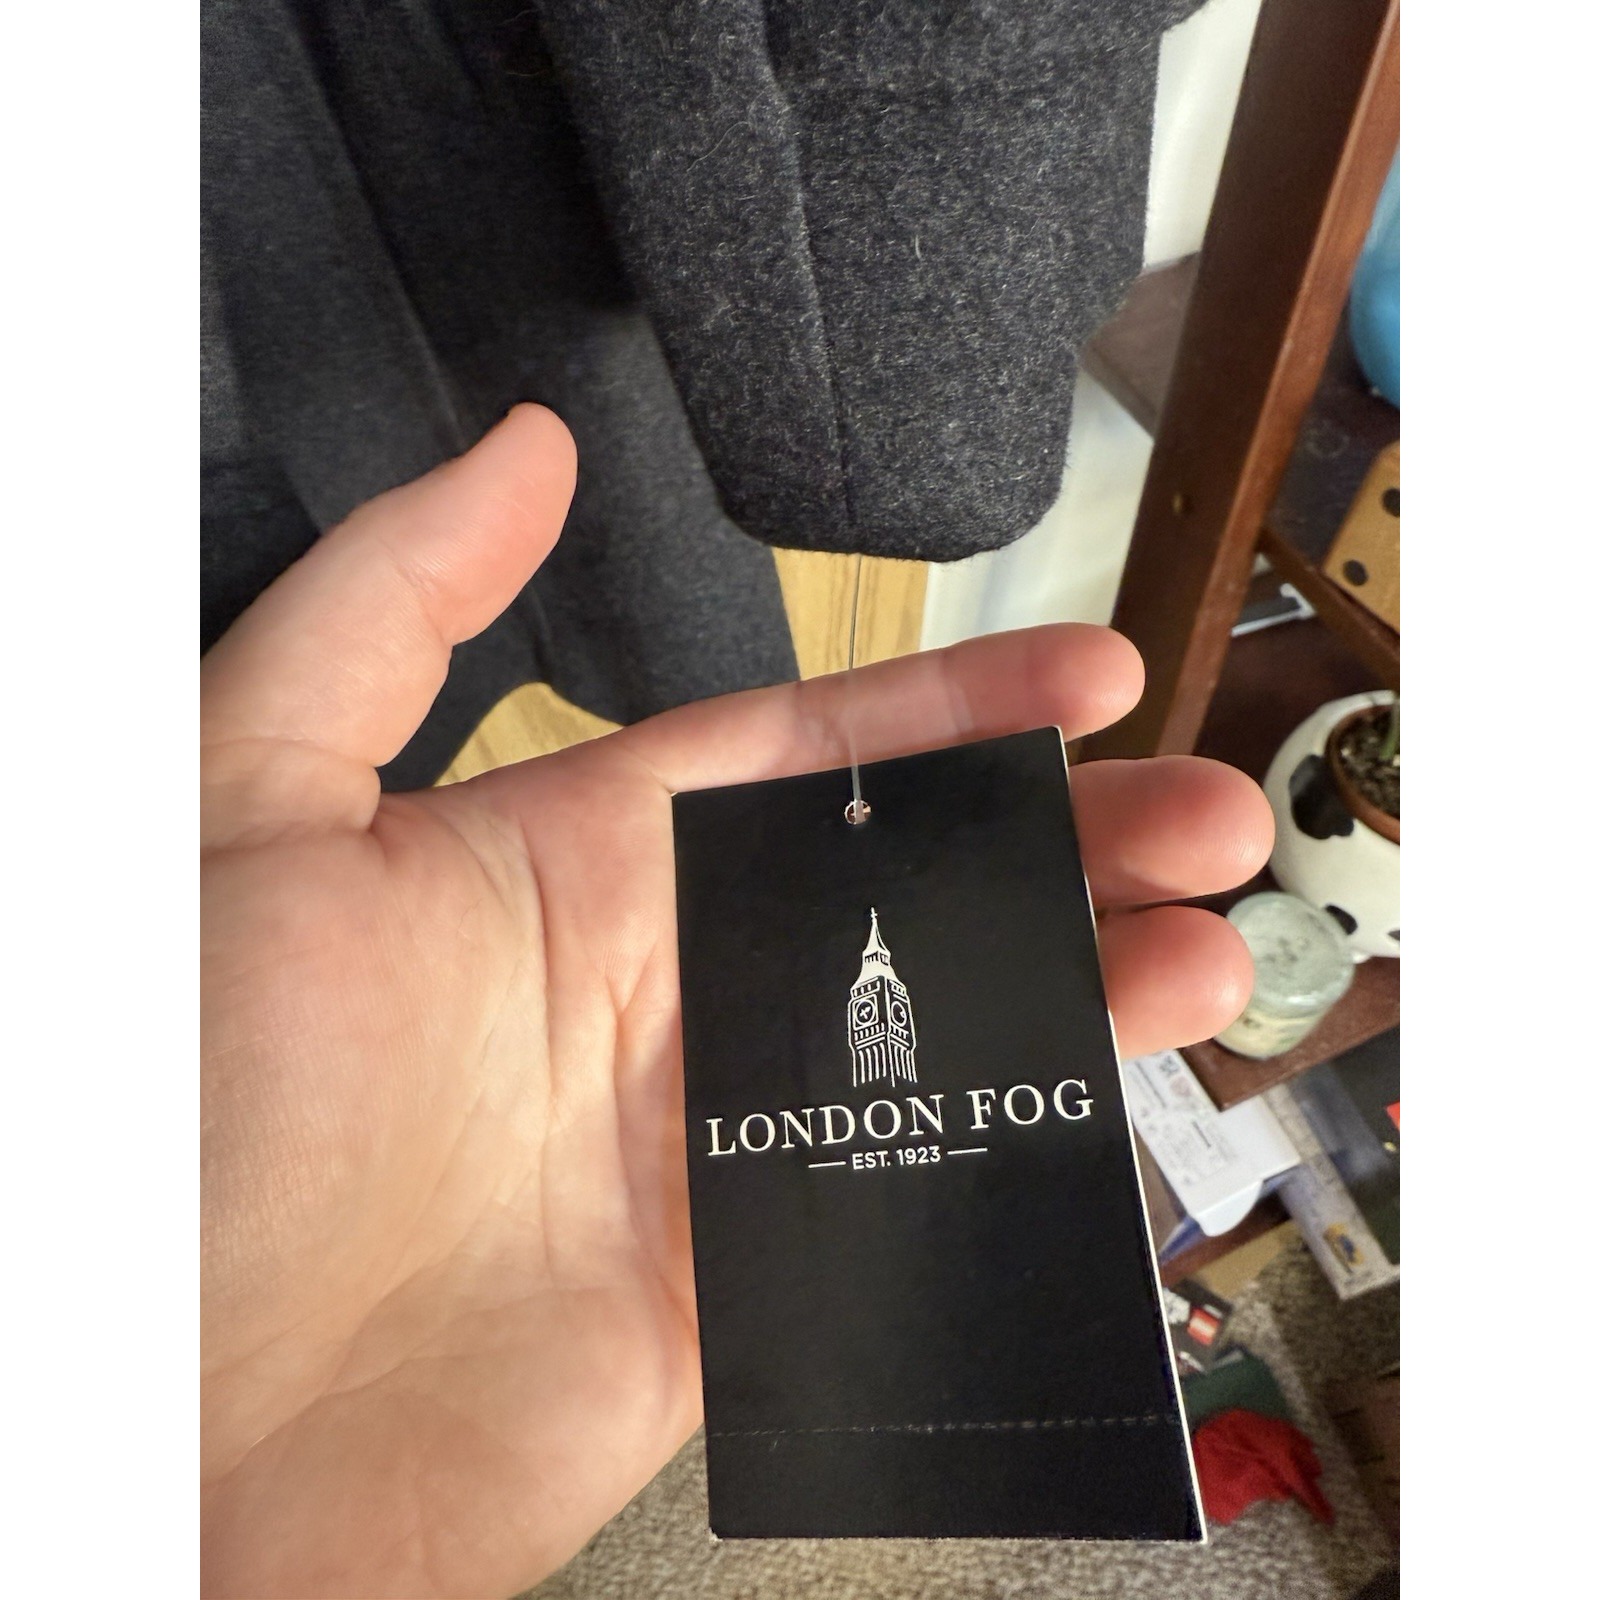 LONDON FOG
EST. 1923